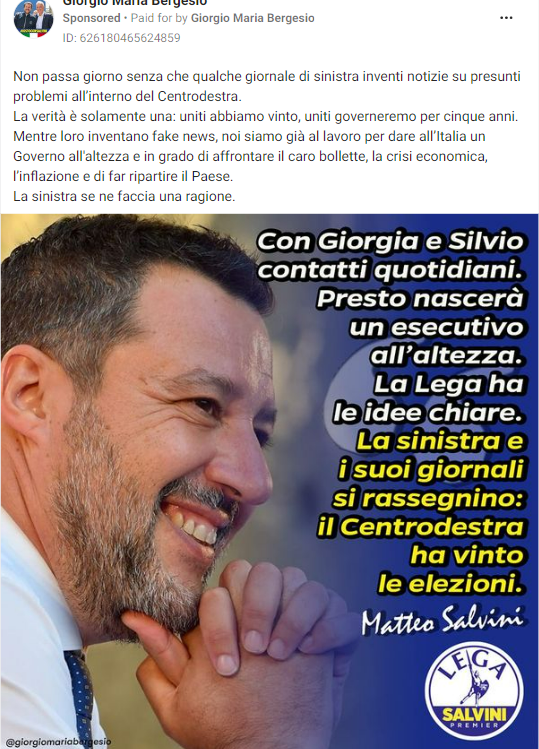 Giorgio Maria Bergesio
Sponsored • Paid for by Giorgio Maria Bergesio
ID: 626180465624859
Non passa giorno senza che qualche giornale di sinistra inventi notizie su presunti
problemi all'interno del Centrodestra.
La verità è solamente una: uniti abbiamo vinto, uniti governeremo per cinque anni.
Mentre loro inventano fake news, noi siamo già al lavoro per dare all'Italia un
Governo all'altezza e in grado di affrontare il caro bollette, la crisi economica,
l'inflazione e di far ripartire il Paese.
La sinistra se ne faccia una ragione.
Con Giorgia e Silvio
contatti quotidiani.
Presto nascerà
un esecutivo
all'altezza.
La Lega ha
le idee chiare.
La sinistra e
i suoi giornali
si rassegnino:
il Centrodestra
ha vinto
le elezioni.
Matteo Salvini
LEGA
SALVINI
PREMIER
@giorgiomariabergesio